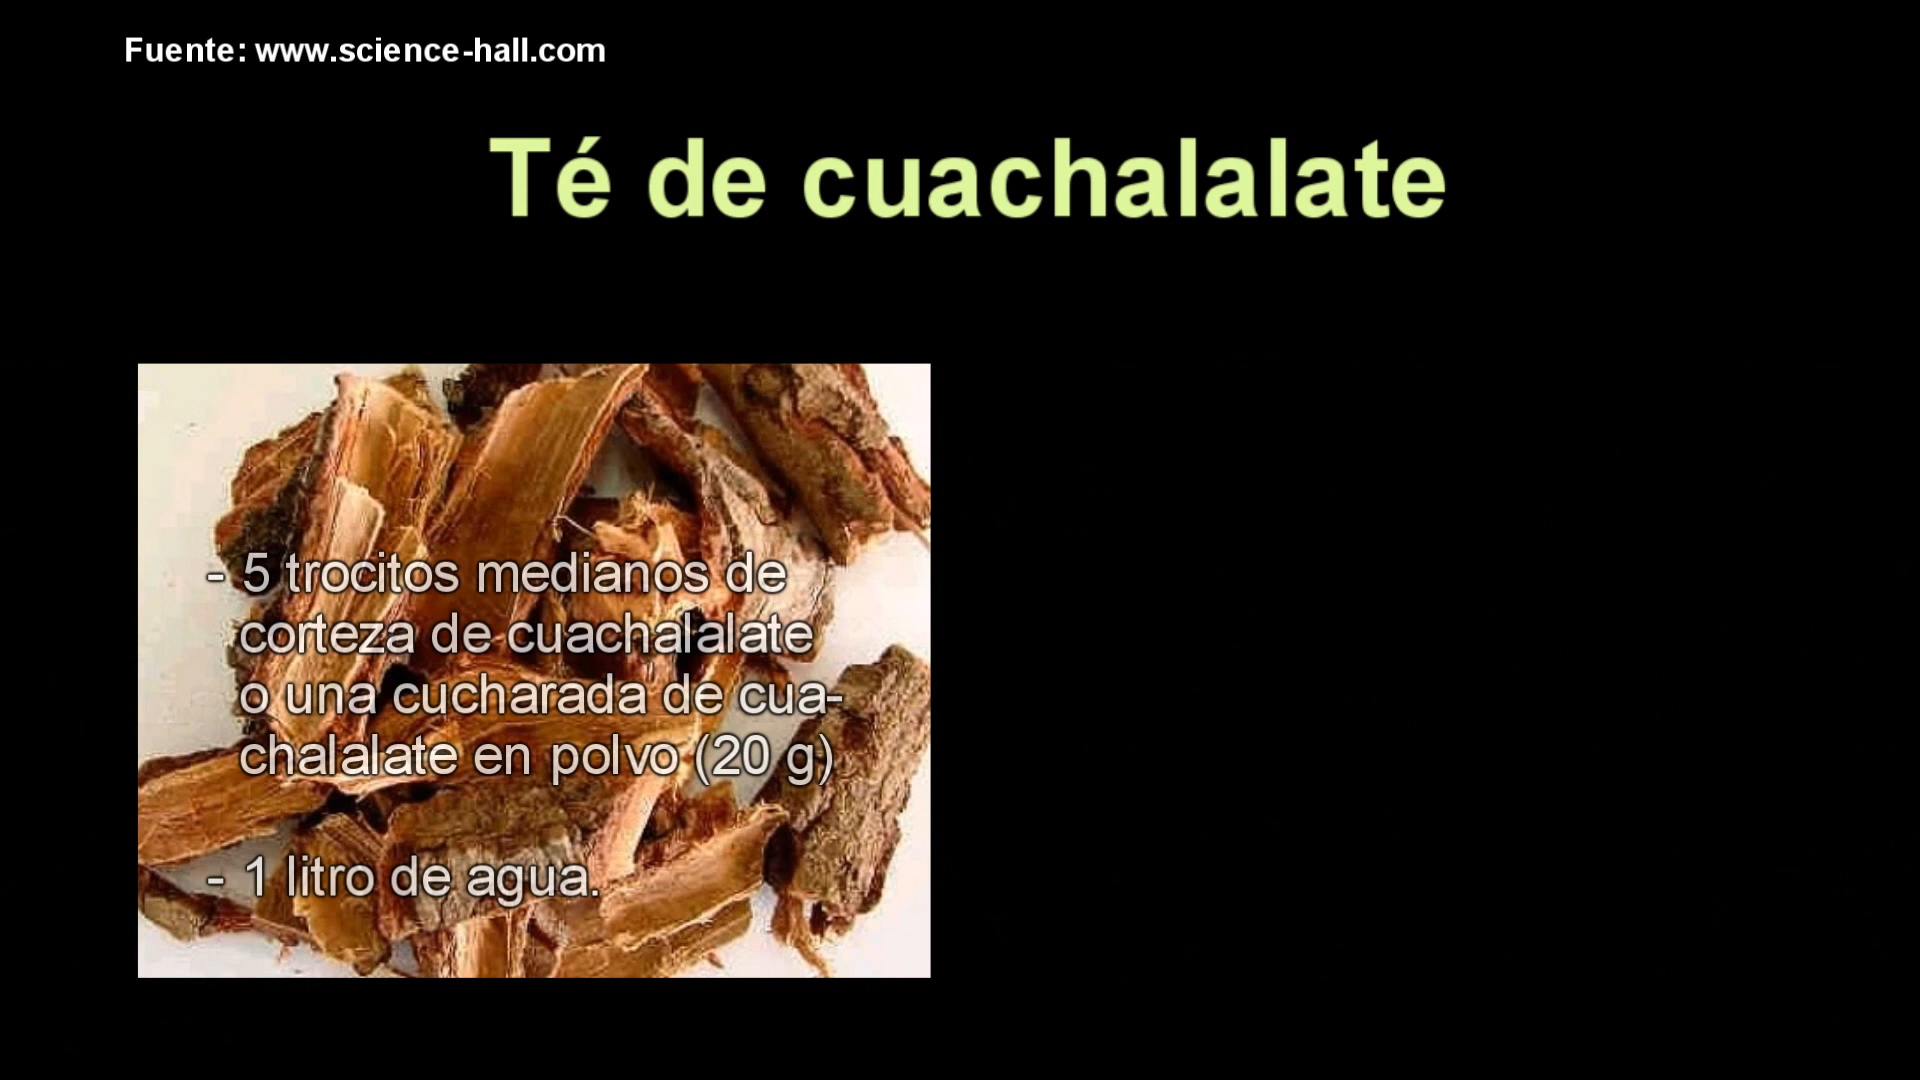 Fuente: www.science-hall.com
Té de cuachalalate
- 5 trocitos medianos de
corteza de cuachalalate
o una cucharada de cua-
chalalate en polvo (20 g)
- 1 litro de agua.